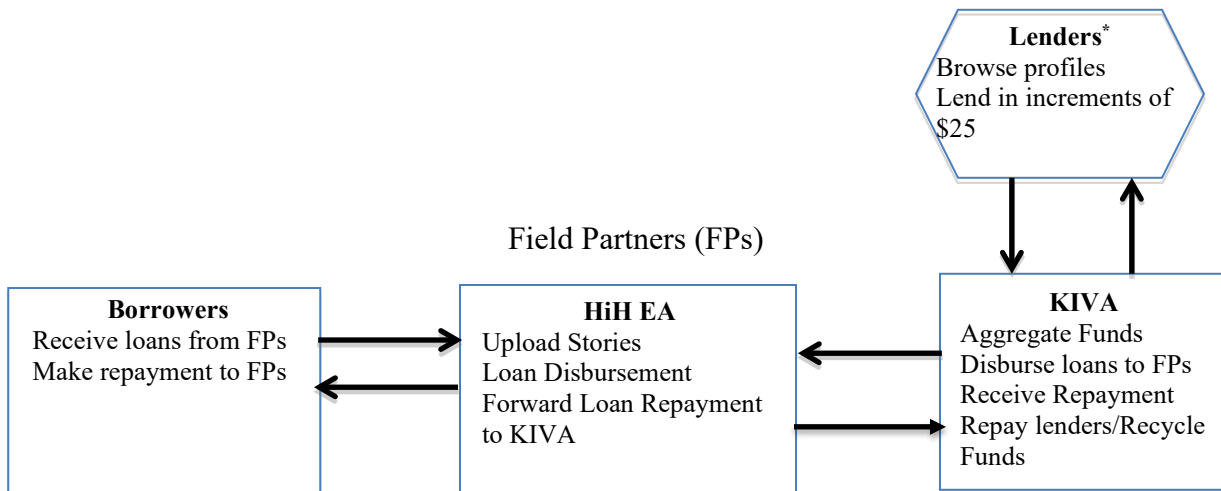 Lenders*
Browse profiles
Lend in increments of
$25
Field Partners (FPs)
Borrowers
Receive loans from FPs
Make repayment to FPs
HiH EA
Upload Stories
Loan Disbursement
Forward Loan Repayment
to KIVA
KIVA
Aggregate Funds
Disburse loans to FPs
Receive Repayment
Repay lenders/Recycle
Funds